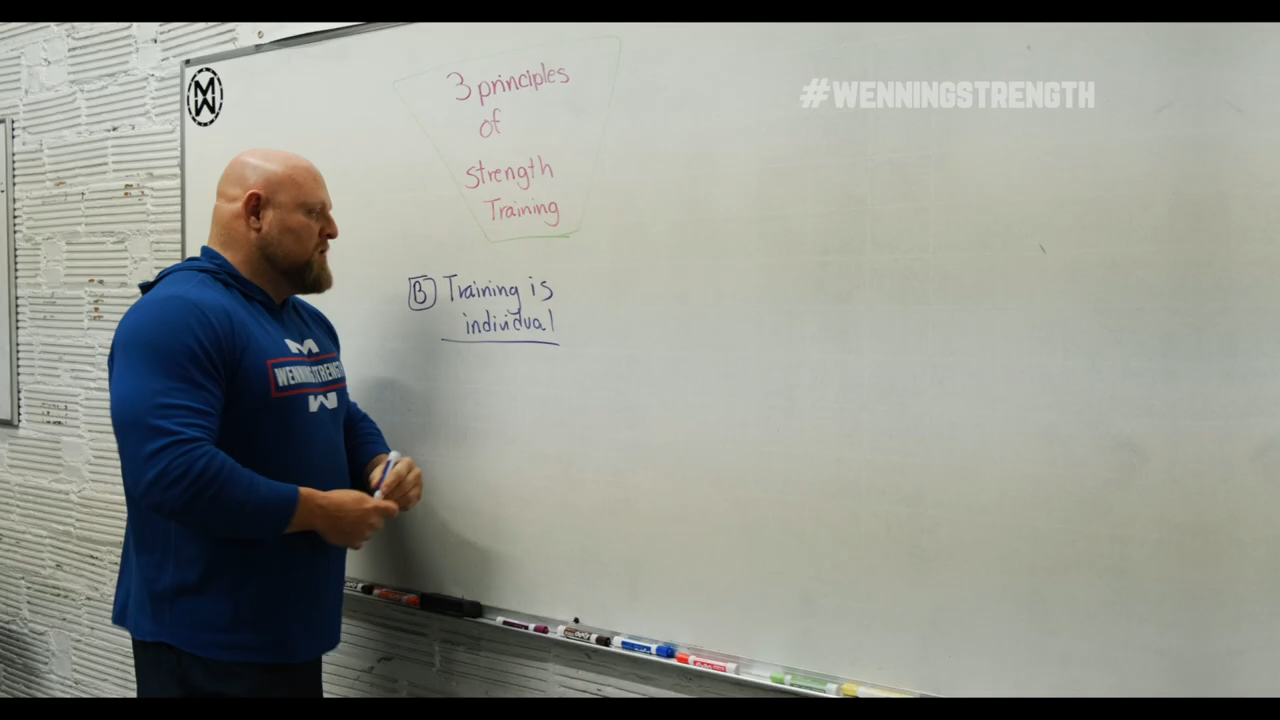 #WENNINGSTRENGTH
3 principles
of
strength
Training
B Training is
individual
WENNINGSTRENGTH